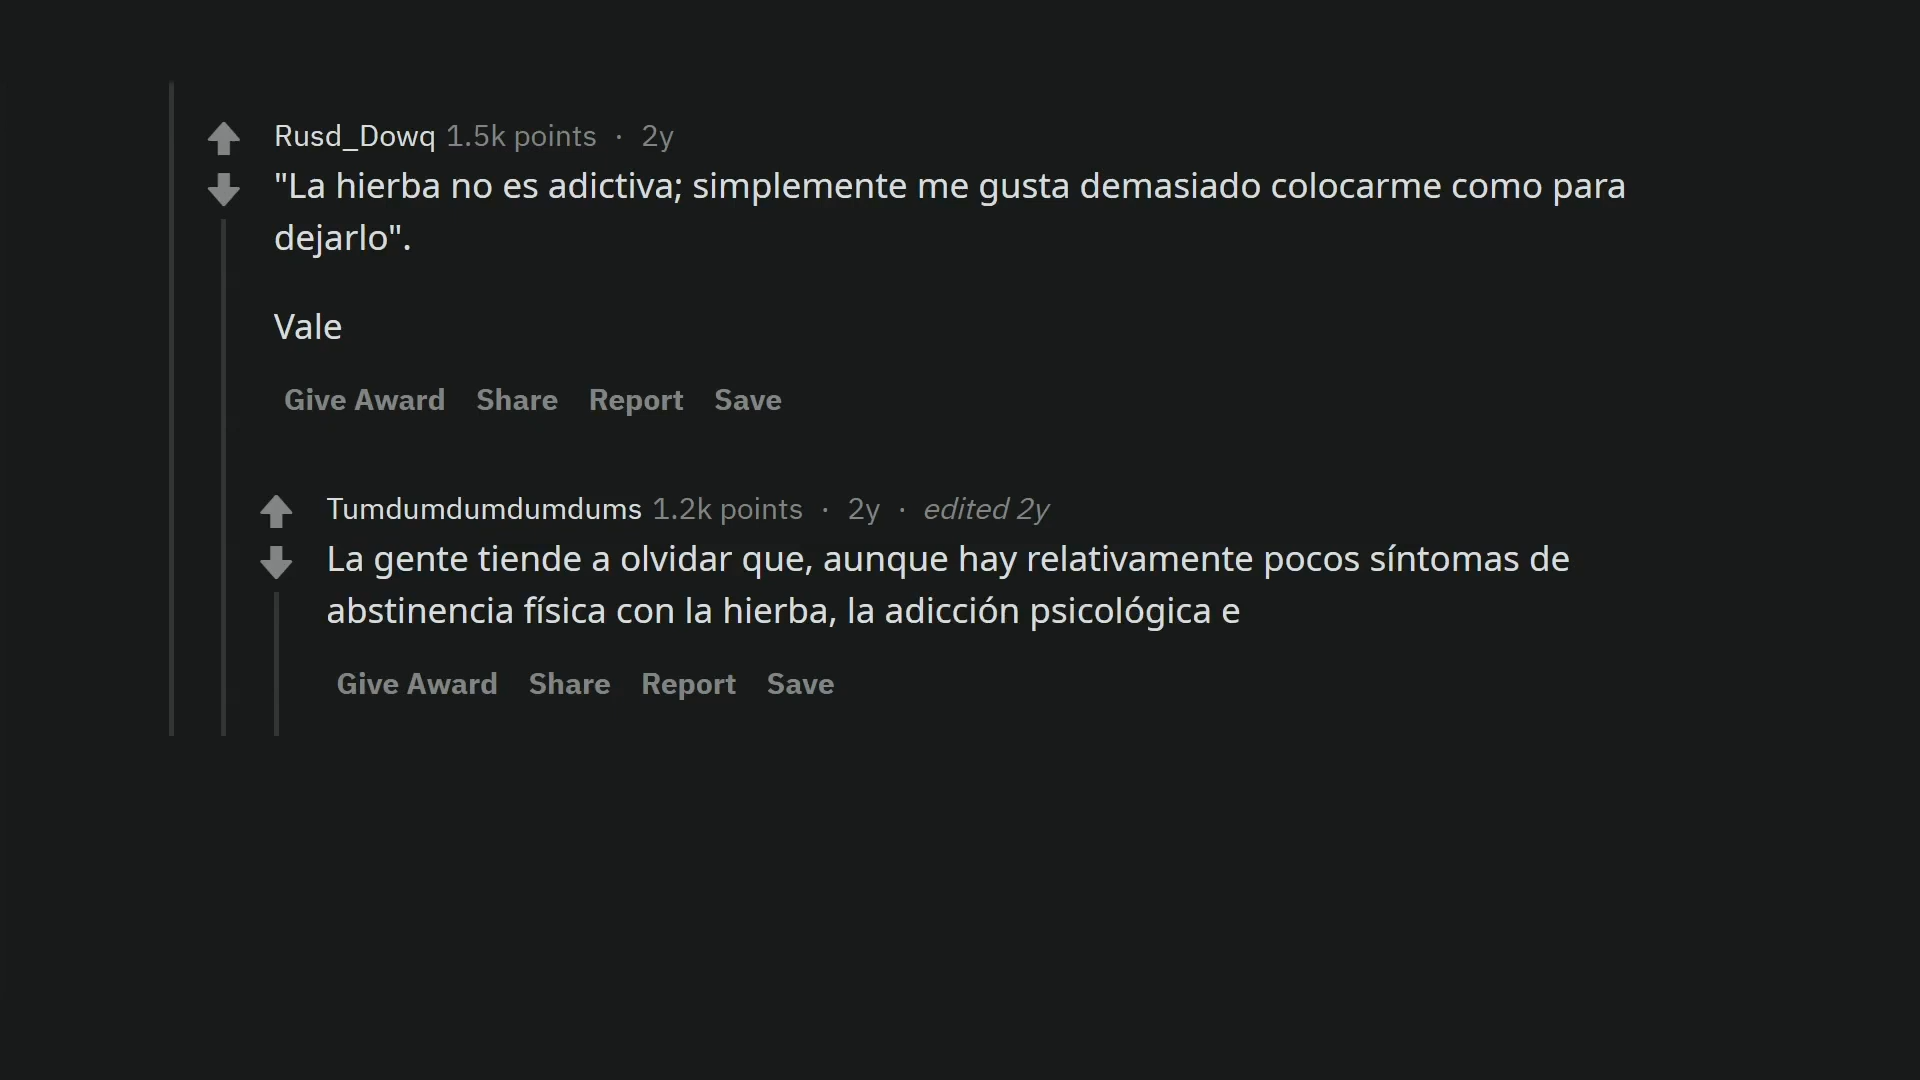 Rusd_Dowq 1.5k points · 2y
"La hierba no es adictiva; simplemente me gusta demasiado colocarme como para
dejarlo".
Vale
Give Award Share Report Save
Tumdumdumdumdums 1.2k points · 2y · edited 2y
La gente tiende a olvidar que, aunque hay relativamente pocos síntomas de
abstinencia física con la hierba, la adicción psicológica e
Give Award Share Report Save